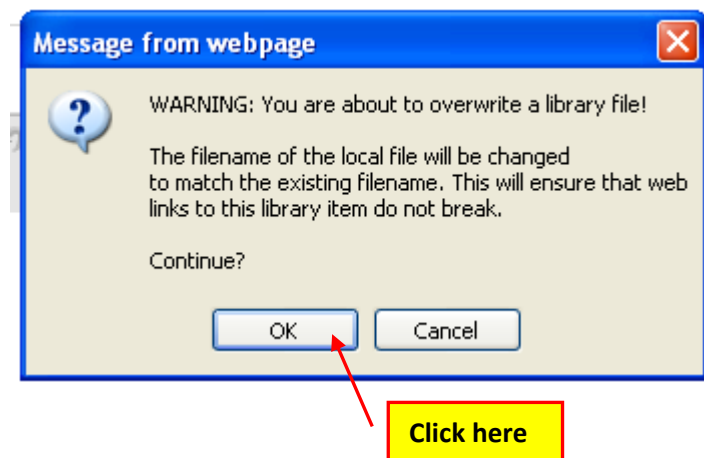 Message from webpage
WARNING: You are about to overwrite a library file!
The filename of the local file will be changed
to match the existing filename. This will ensure that web
links to this library item do not break.
Continue?
OK Cancel
Click here